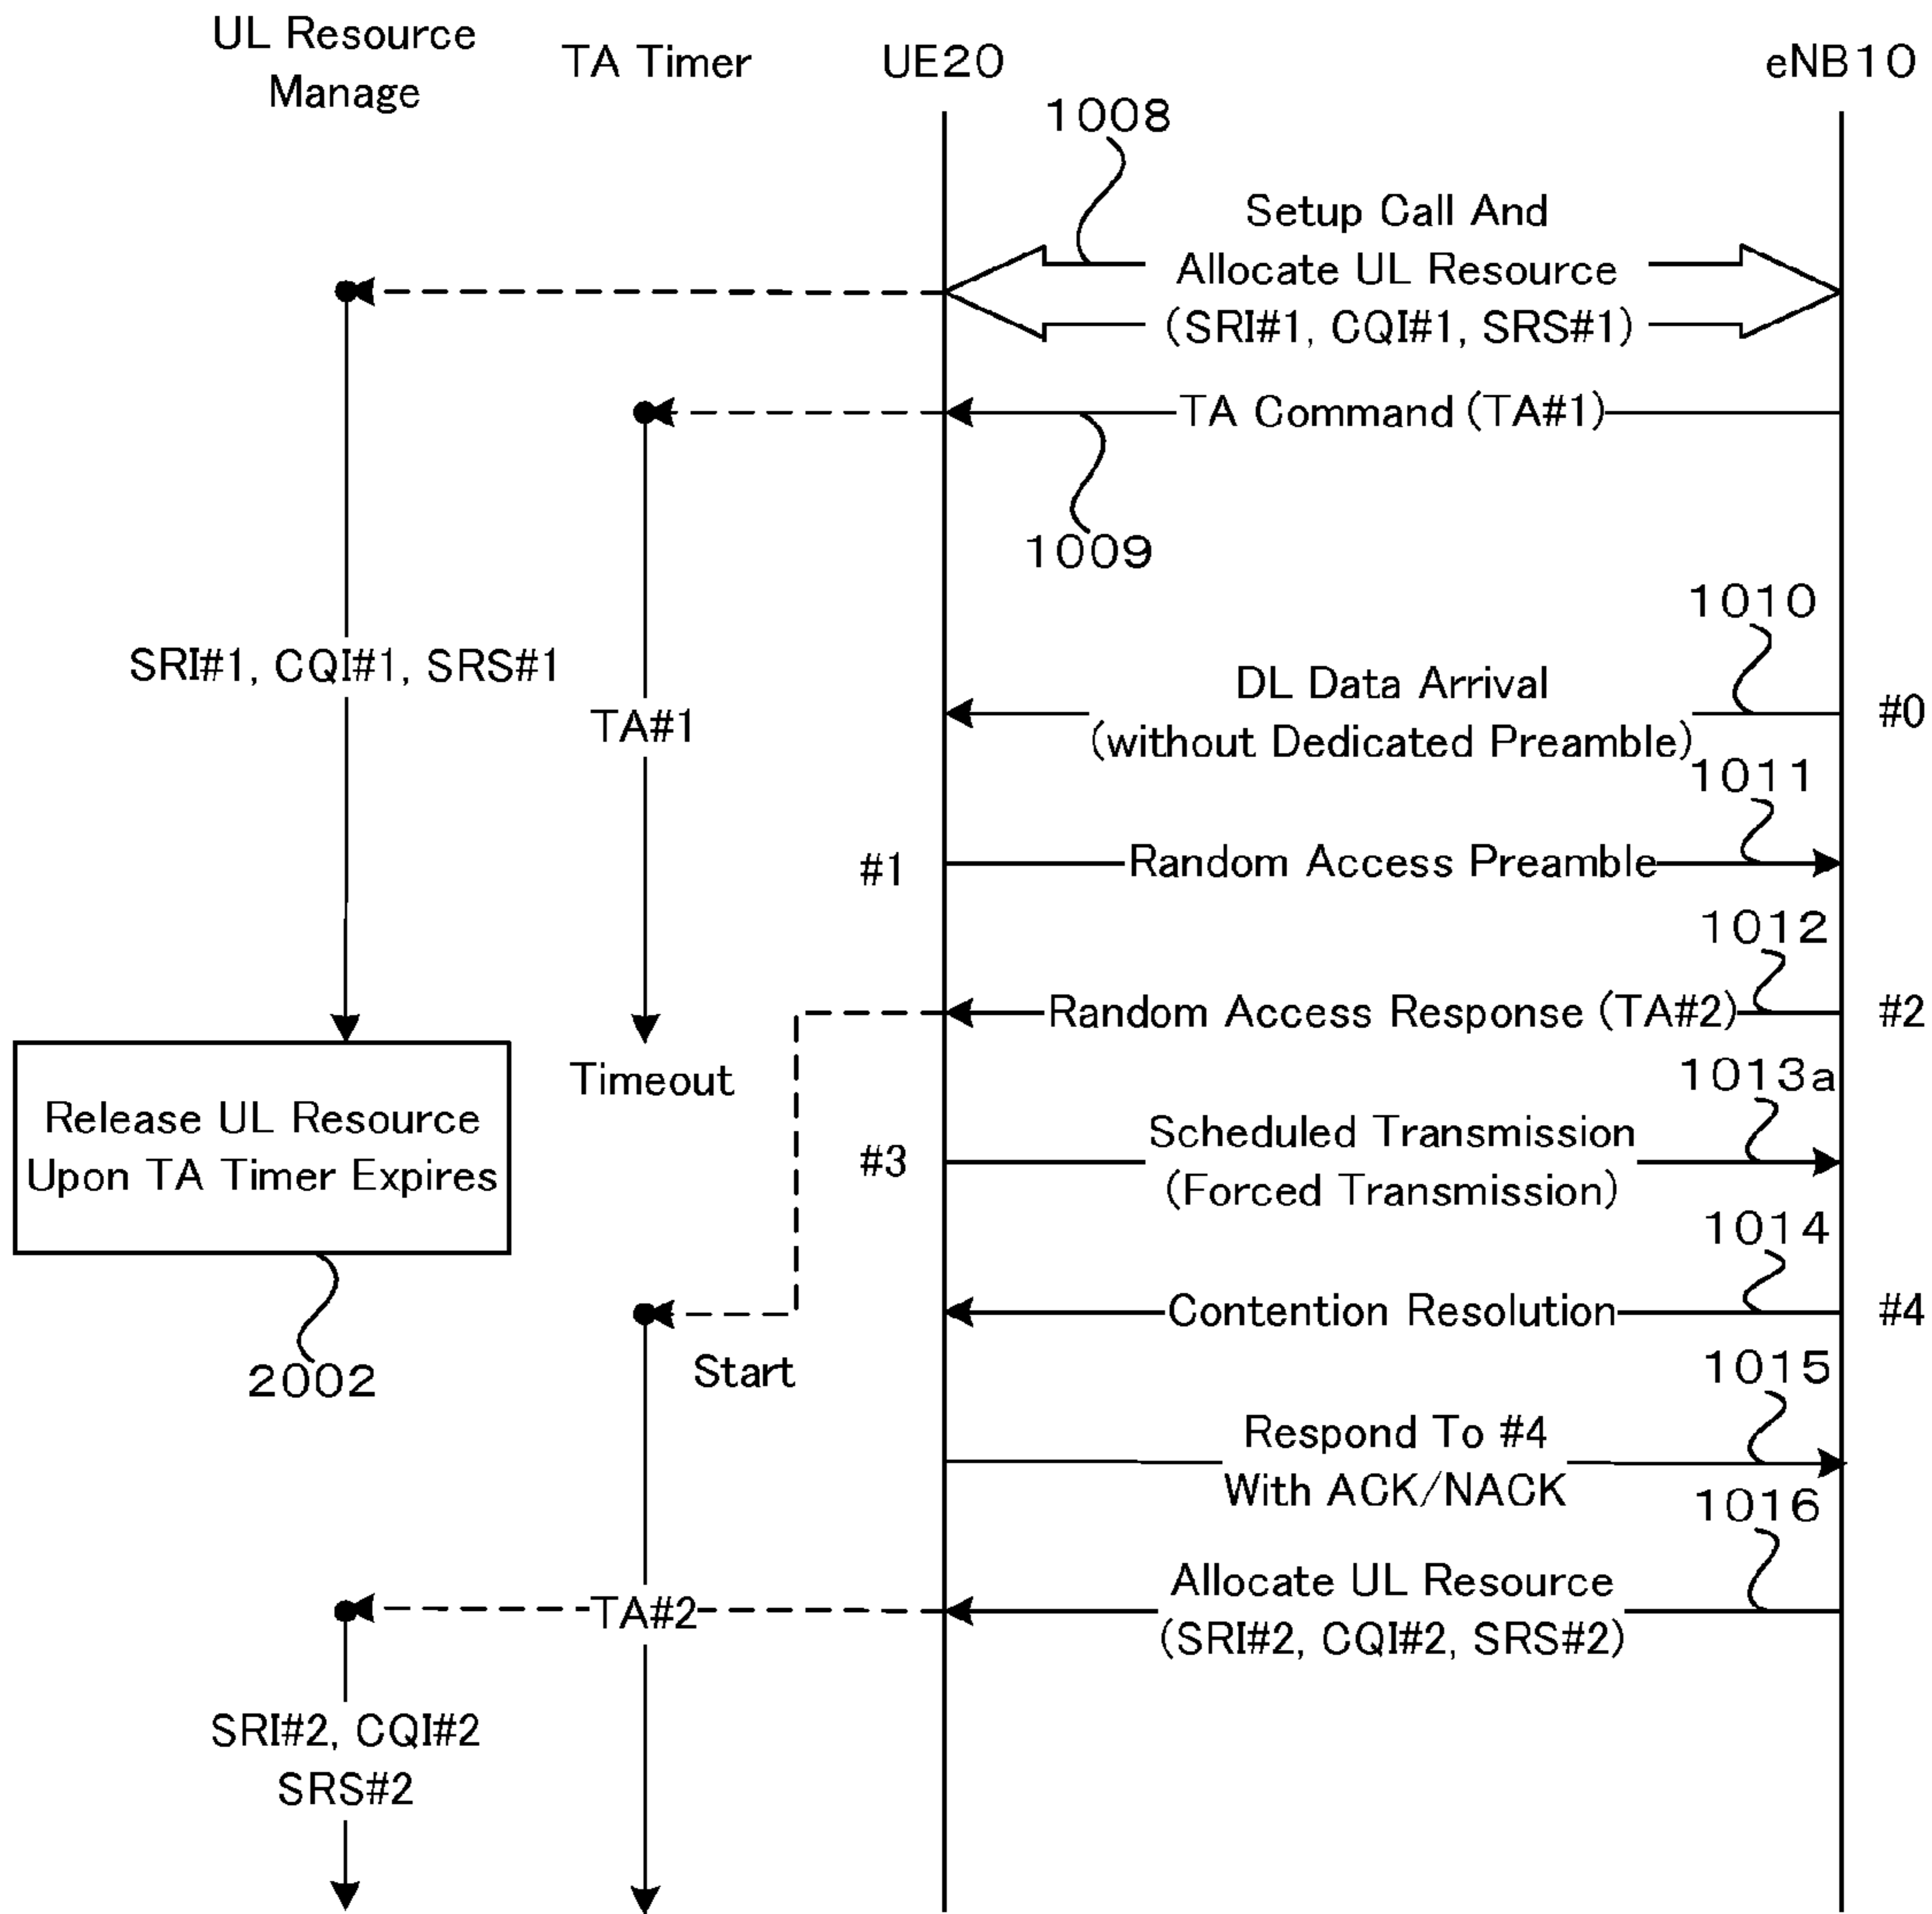 UL Resource
Manage
TA Timer
UE20
eNB10
1008
Setup Call And
Allocate UL Resource
(SRI#1, CQI#1, SRS#1)
TA Command (TA#1)
1009
1010
SRI#1, CQI#1, SRS#1
TA#1
DL Data Arrival
(without Dedicated Preamble)
#0
1011
#1
Random Access Preamble
1012
Random Access Response (TA#2)
#2
Timeout
1013a
Release UL Resource
Upon TA Timer Expires
#3
Scheduled Transmission
(Forced Transmission)
1014
Contention Resolution
#4
2002
Start
1015
Respond To #4
With ACK/NACK
1016
TA#2
Allocate UL Resource
(SRI#2, CQI#2, SRS#2)
SRI#2, CQI#2
SRS#2